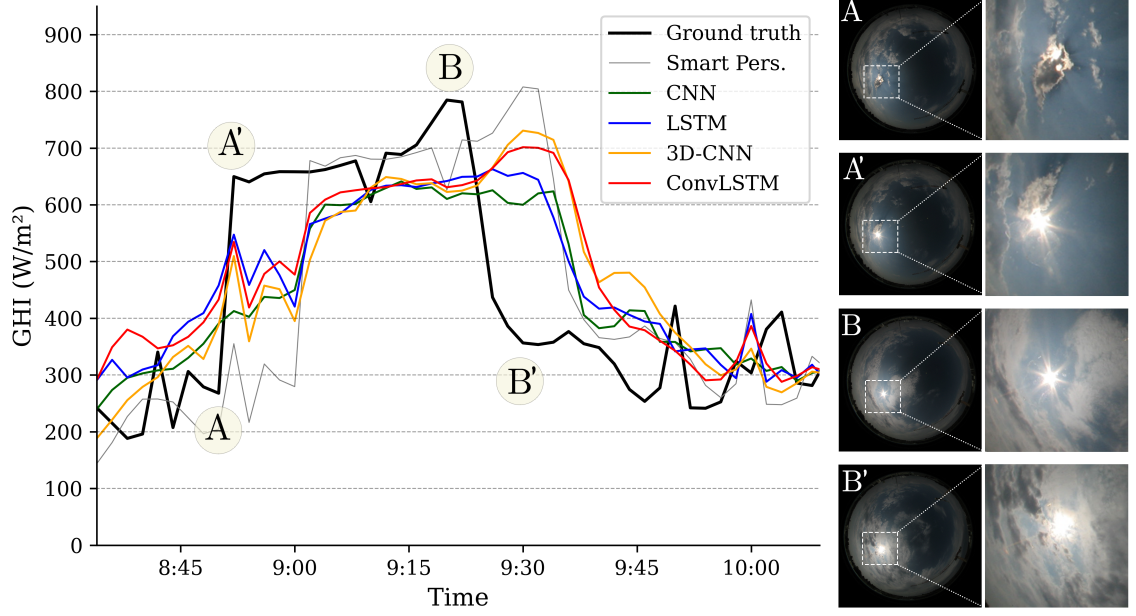 900
800
700
600
500
400
300
200
100
0
GHI (W/m²)
8:45
9:00
9:15
9:30
9:45
10:00
Time
A
A'
B
B'
Ground truth
Smart Pers.
CNN
LSTM
3D-CNN
ConvLSTM
A
A'
B
B'